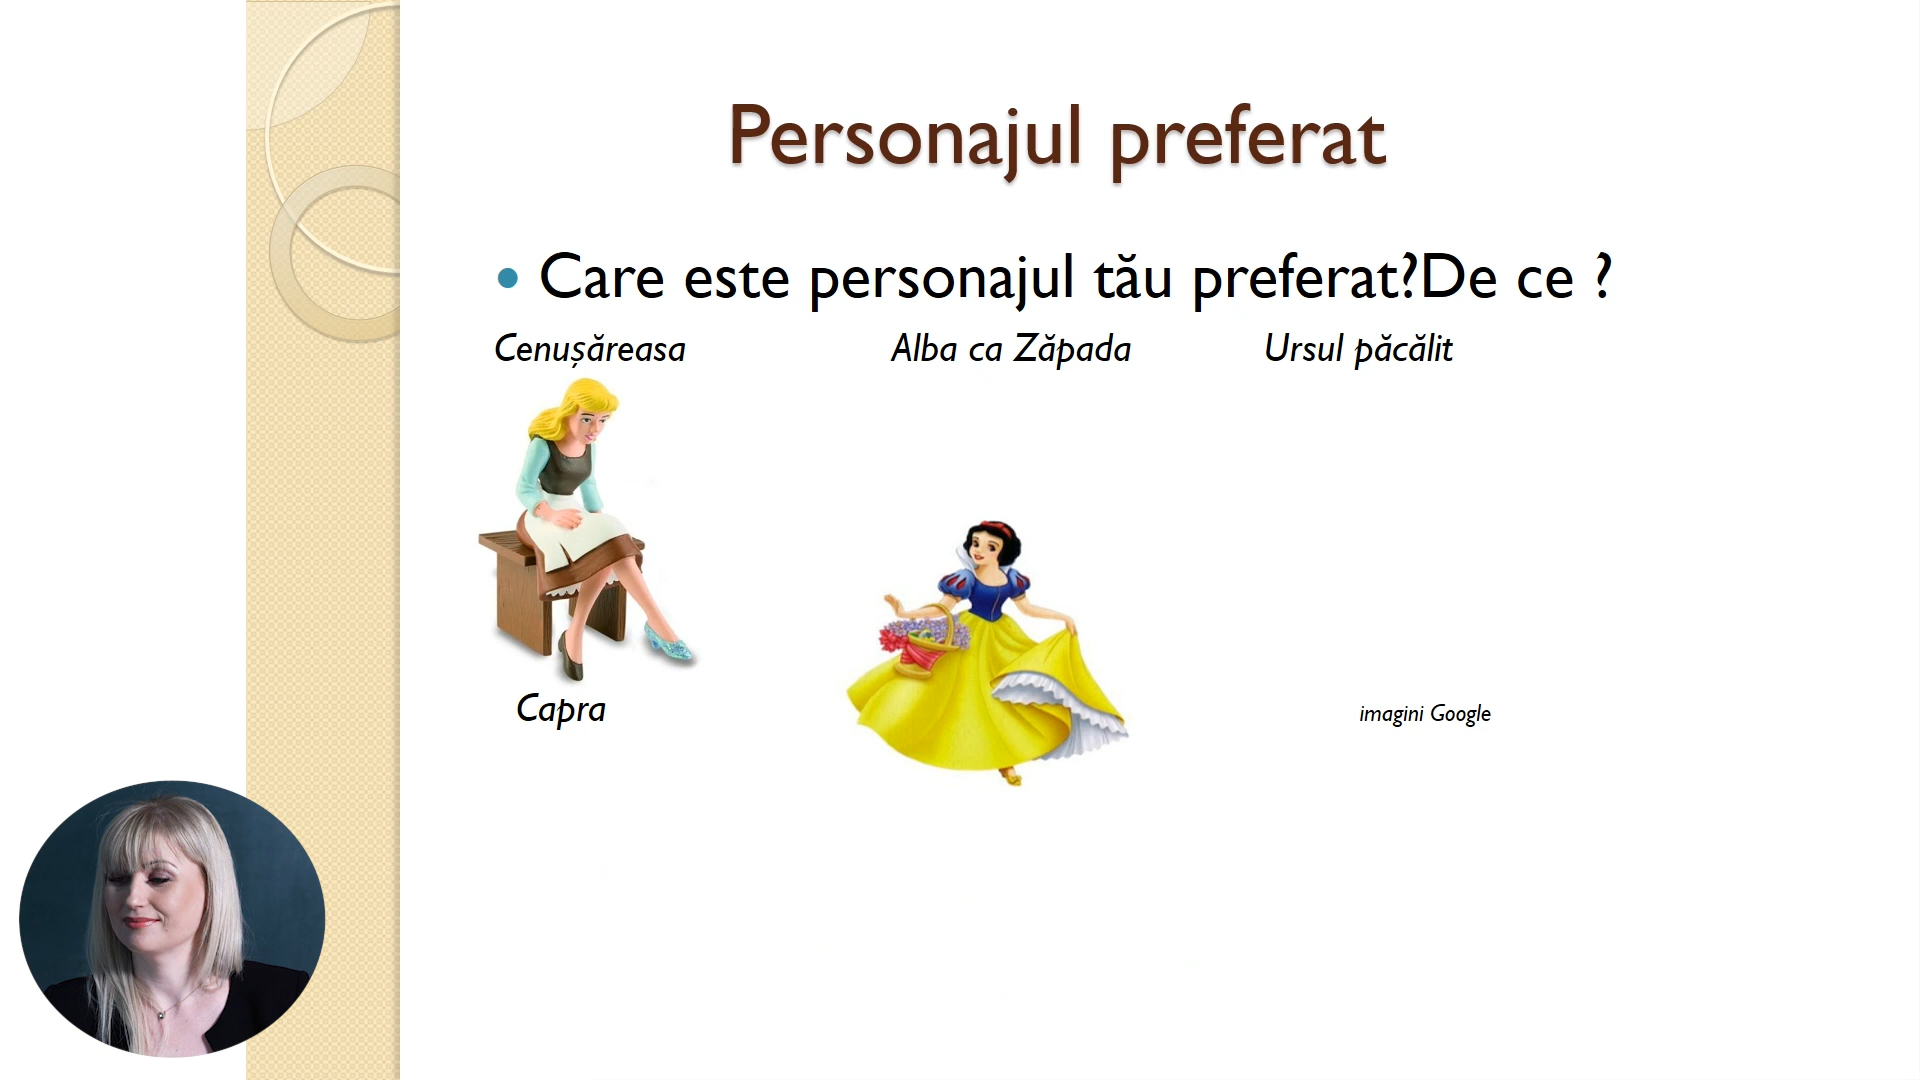 Personajul preferat
Care este personajul tău preferat?De ce ?
Cenușăreasa Alba ca Zăpada Ursul păcălit
Capra imagini Google